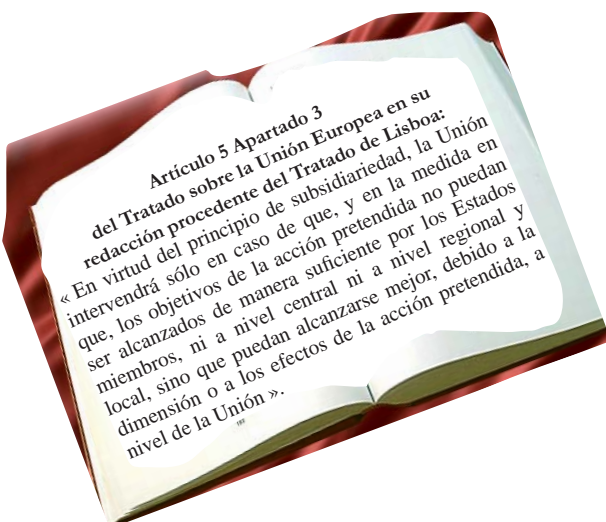 Artículo 5 Apartado 3
del Tratado sobre la Unión Europea en su
redacción procedente del Tratado de Lisboa:
« En virtud del principio de subsidiariedad, la Unión
intervendrá sólo en caso de que, y en la medida en
que, los objetivos de la acción pretendida no puedan
ser alcanzados de manera suficiente por los Estados
miembros, ni a nivel central ni a nivel regional y
local, sino que puedan alcanzarse mejor, debido a la
dimensión o a los efectos de la acción pretendida, a
nivel de la Unión ».